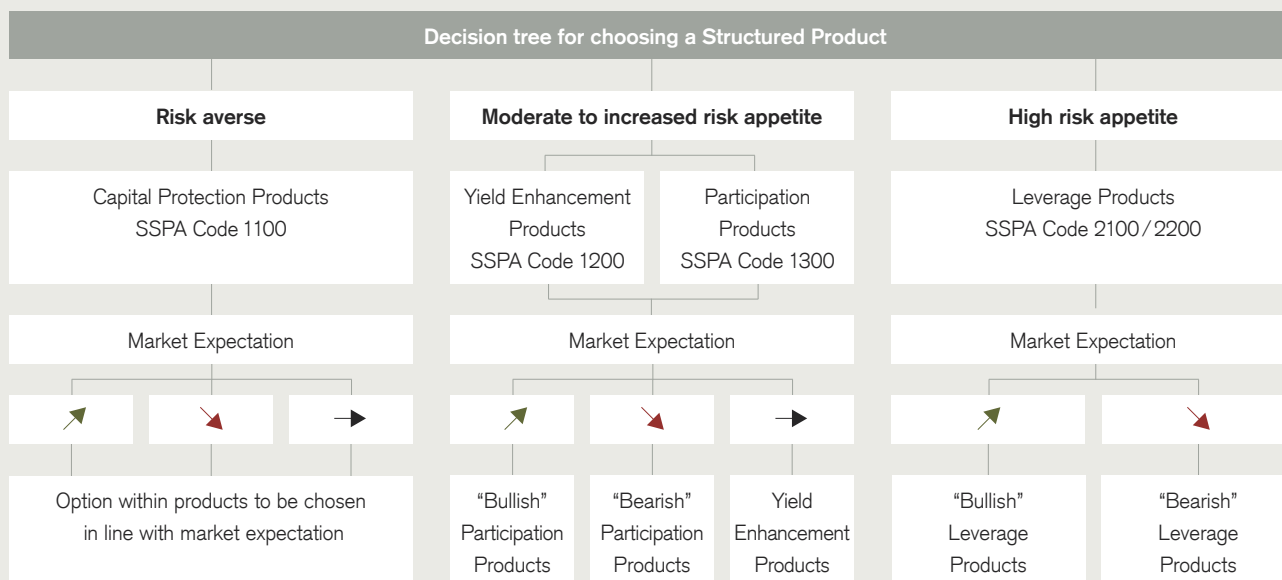 Decision tree for choosing a Structured Product
Risk averse
Moderate to increased risk appetite
High risk appetite
Capital Protection Products
SSPA Code 1100
Yield Enhancement
Products
SSPA Code 1200
Participation
Products
SSPA Code 1300
Leverage Products
SSPA Code 2100/2200
Market Expectation
Market Expectation
Market Expectation
Option within products to be chosen
in line with market expectation
“Bullish”
Participation
Products
“Bearish”
Participation
Products
Yield
Enhancement
Products
“Bullish”
Leverage
Products
“Bearish”
Leverage
Products